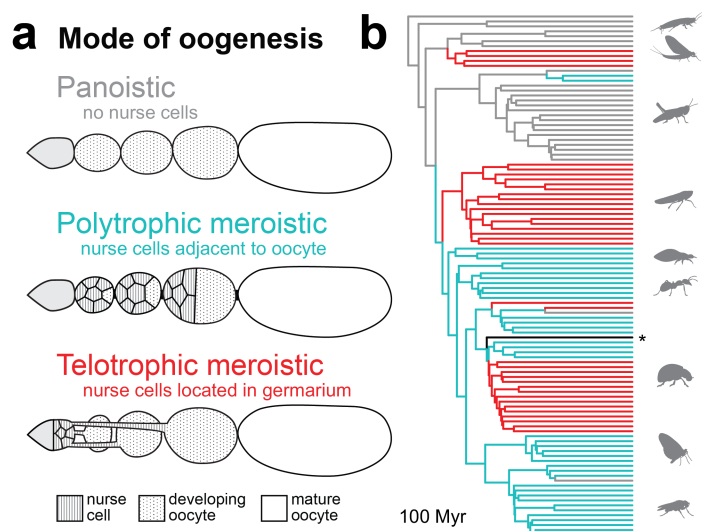 a Mode of oogenesis
Panoistic
no nurse cells
Polytrophic meroistic
nurse cells adjacent to oocyte
Telotrophic meroistic
nurse cells located in germarium
nurse
cell
developing
oocyte
mature
oocyte
b
*
100 Myr